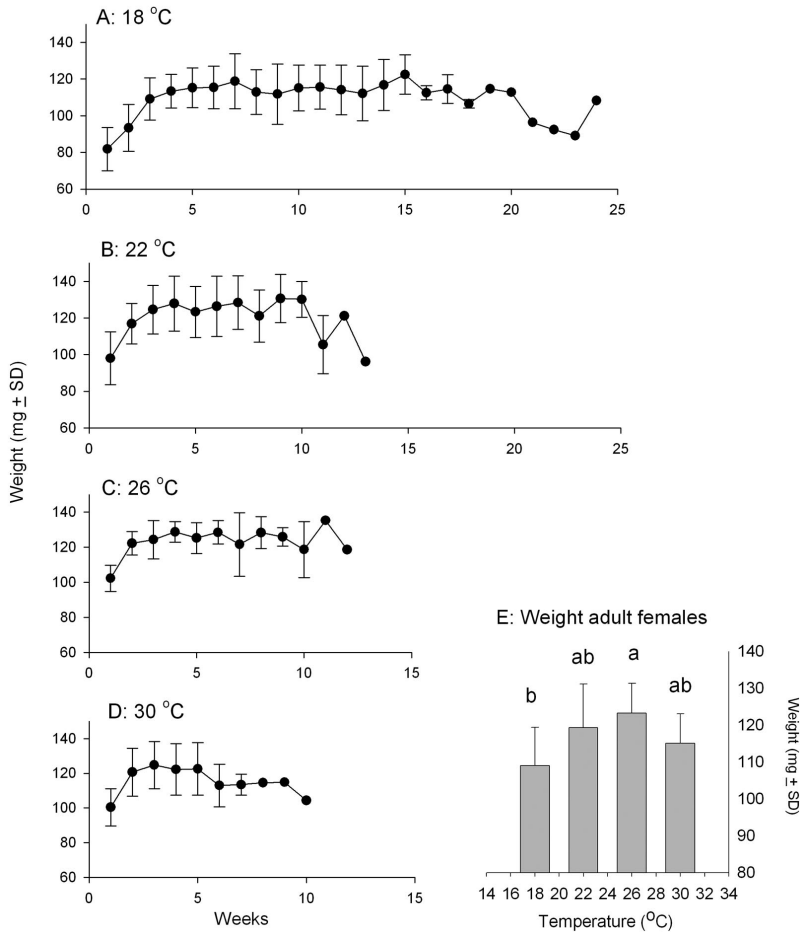 A: 18 °C
140
120
100
80
60
0 5 10 15 20 25
B: 22 °C
140
120
100
80
60
0 5 10 15 20 25
Weight (mg ± SD)
C: 26 °C
140
120
100
80
60
0 5 10 15
D: 30 °C
140
120
100
80
60
0 5 10 15
Weeks
E: Weight adult females
b ab a ab
140
130
120
110
100
90
80
Weight (mg ± SD)
14 16 18 20 22 24 26 28 30 32 34
Temperature (°C)